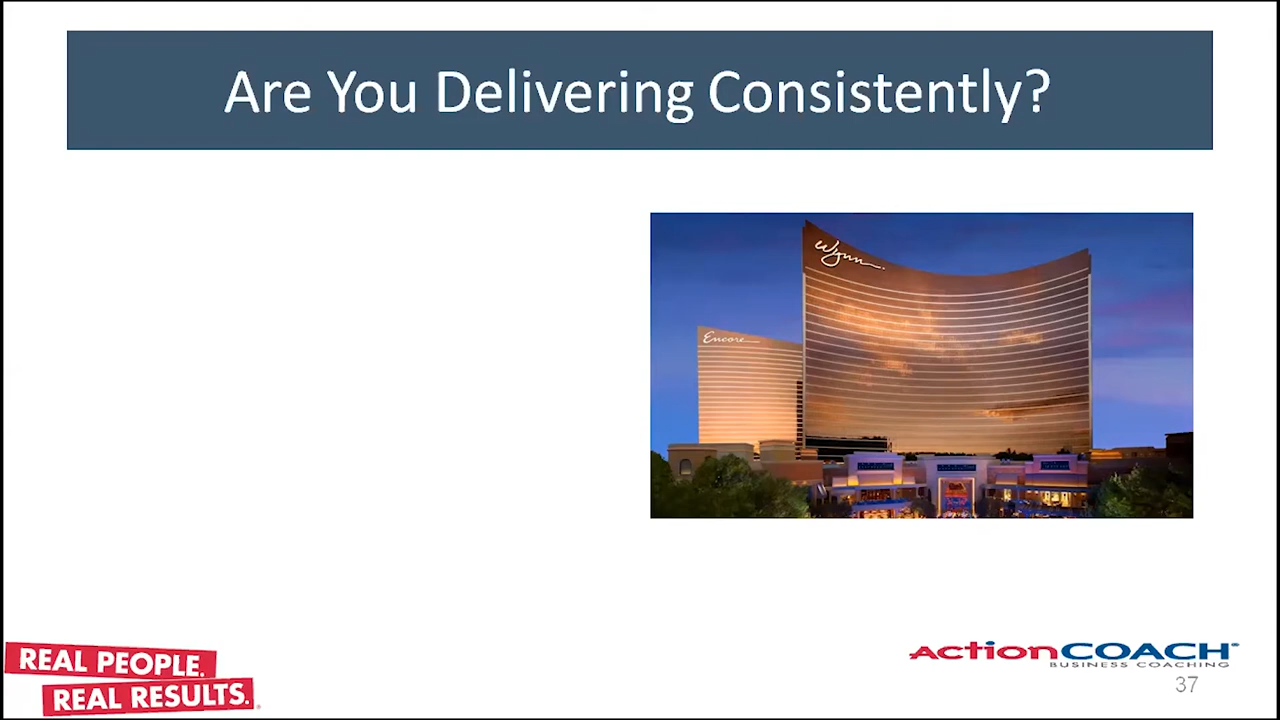 Are You Delivering Consistently?
Wynn.
Encore
REAL PEOPLE.
REAL RESULTS.
ActionCOACH®
BUSINESS COACHING
37